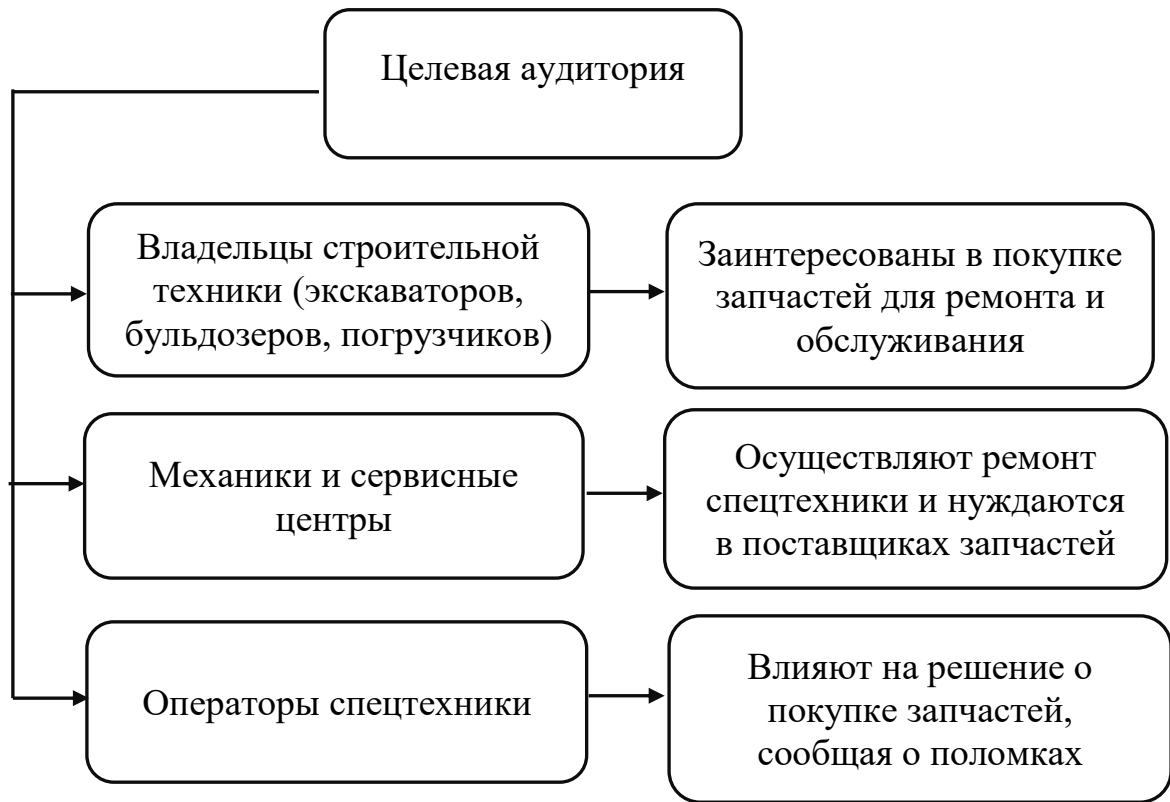 Целевая аудитория
Владельцы строительной
техники (экскаваторов,
бульдозеров, погрузчиков)
Заинтересованы в покупке
запчастей для ремонта и
обслуживания
Механики и сервисные
центры
Осуществляют ремонт
спецтехники и нуждаются
в поставщиках запчастей
Операторы спецтехники
Влияют на решение о
покупке запчастей,
сообщая о поломках